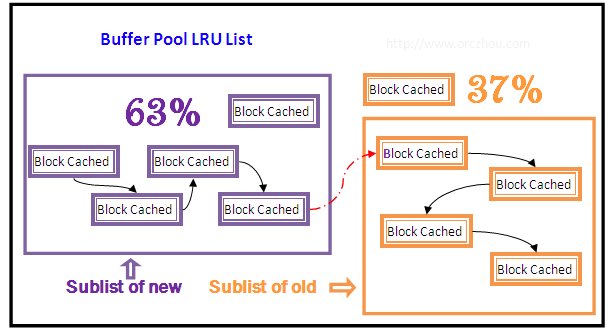 Buffer Pool LRU List
http://www.orczhou.com
63%
Block Cached
Block Cached
Block Cached
Block Cached
Block Cached
Sublist of new
Block Cached
37%
Block Cached
Block Cached
Block Cached
Block Cached
Sublist of old